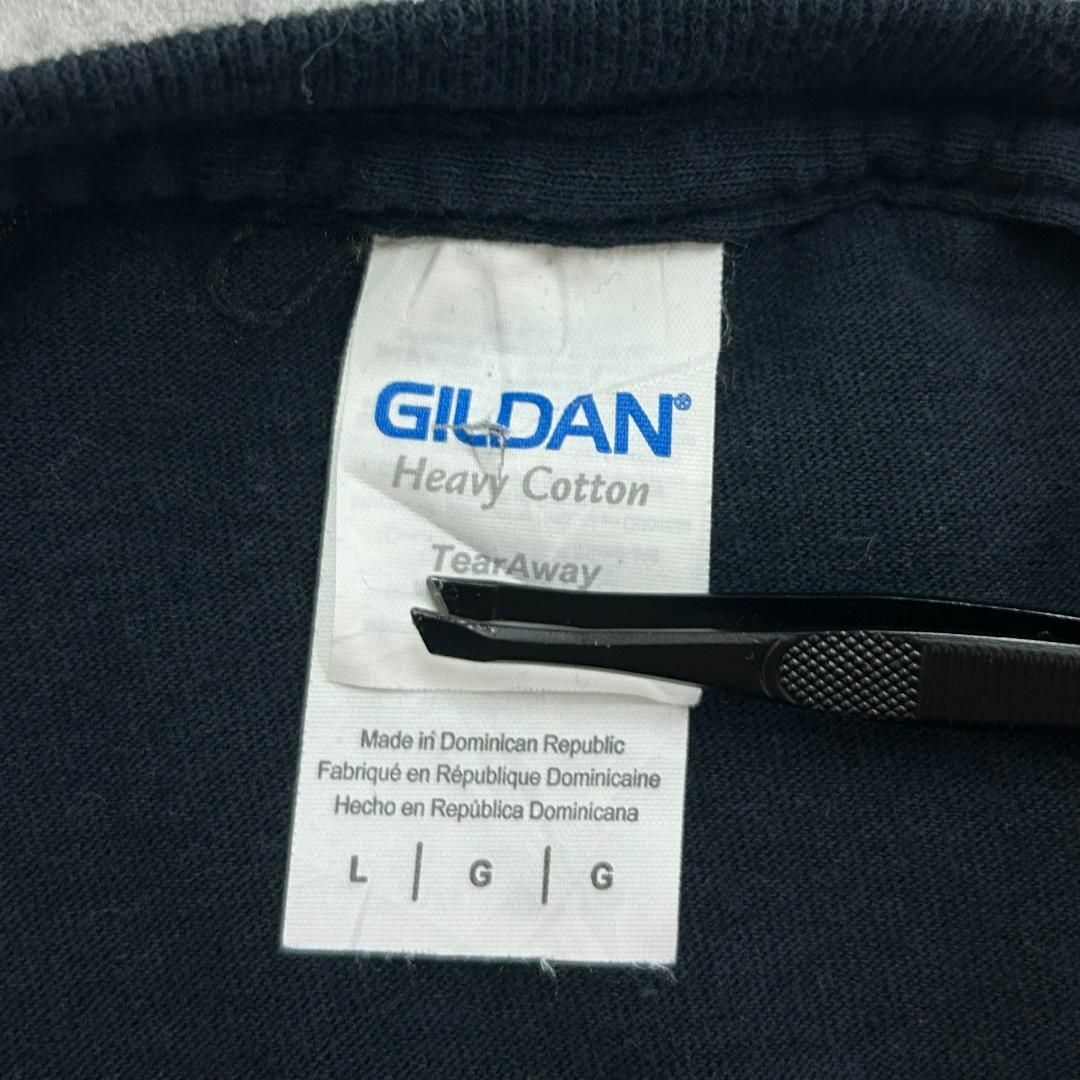 GILDAN®
Heavy Cotton
TearAway
Made in Dominican Republic
Fabriqué en République Dominicaine
Hecho en República Dominicana
L | G | G